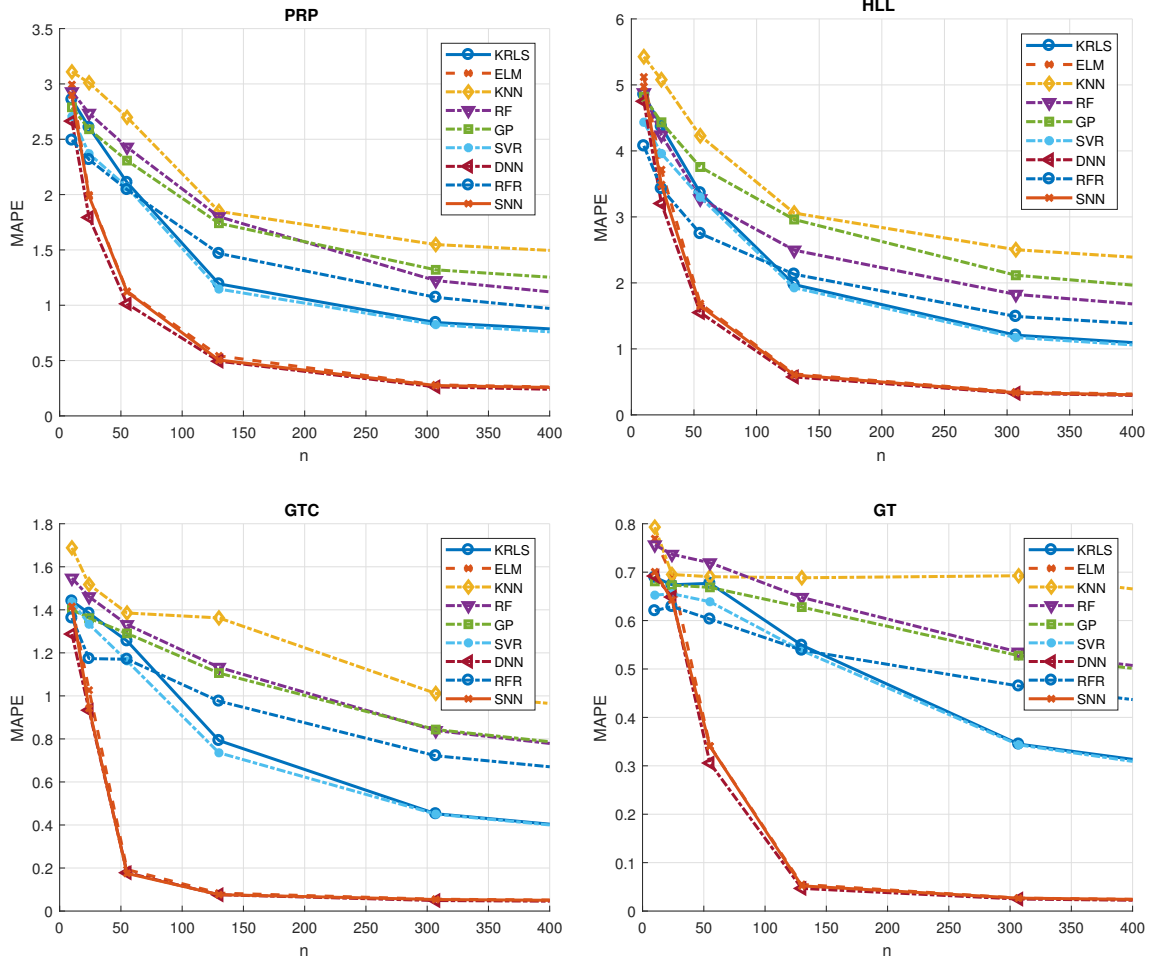 PRP
3.5
3
2.5
2
1.5
1
0.5
0
MAPE
0 50 100 150 200 250 300 350 400
n
KRLS
ELM
KNN
RF
GP
SVR
DNN
RFR
SNN
HLL
6
5
4
3
2
1
0
MAPE
0 50 100 150 200 250 300 350 400
n
KRLS
ELM
KNN
RF
GP
SVR
DNN
RFR
SNN
GTC
1.8
1.6
1.4
1.2
1
0.8
0.6
0.4
0.2
0
MAPE
0 50 100 150 200 250 300 350 400
n
KRLS
ELM
KNN
RF
GP
SVR
DNN
RFR
SNN
GT
0.8
0.7
0.6
0.5
0.4
0.3
0.2
0.1
0
MAPE
0 50 100 150 200 250 300 350 400
n
KRLS
ELM
KNN
RF
GP
SVR
DNN
RFR
SNN